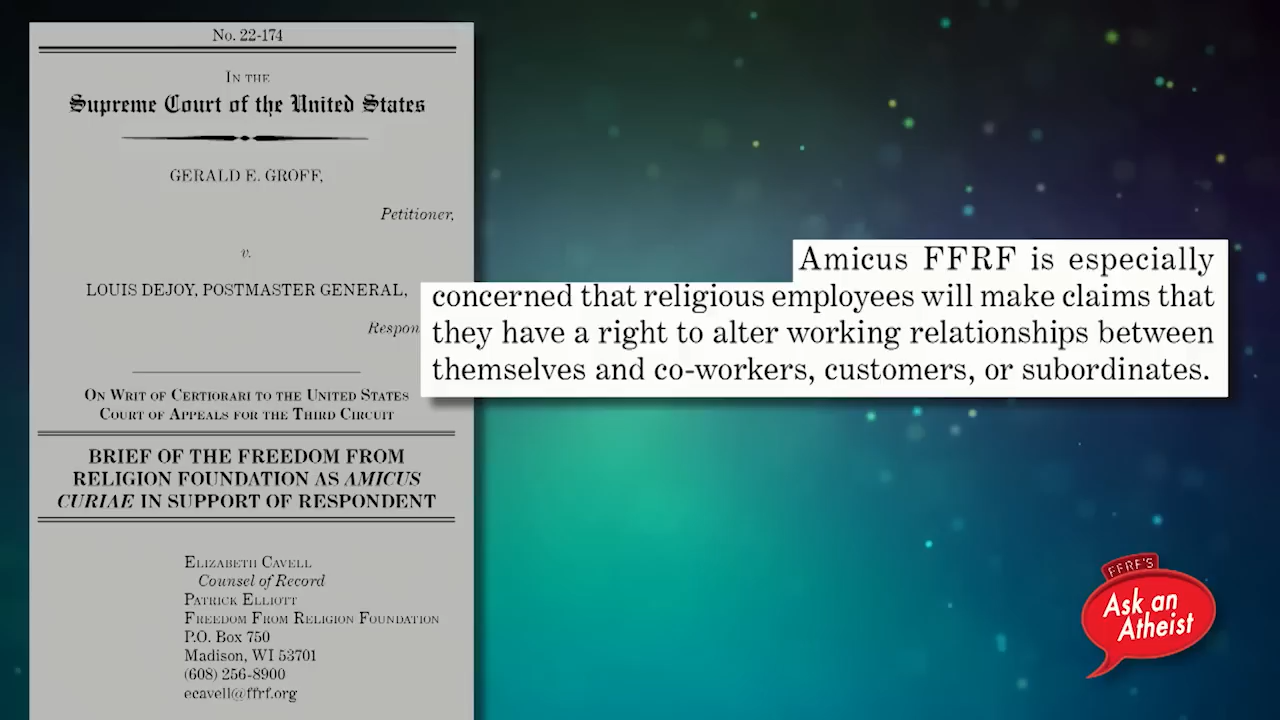 No. 22-174
IN THE
Supreme Court of the United States
GERALD E. GROFF,
Petitioner,
v.
LOUIS DEJOY, POSTMASTER GENERAL,
Respon
ON WRIT OF CERTIORARI TO THE UNITED STATES
COURT OF APPEALS FOR THE THIRD CIRCUIT
BRIEF OF THE FREEDOM FROM
RELIGION FOUNDATION AS AMICUS
CURIAE IN SUPPORT OF RESPONDENT
ELIZABETH CAVELL
Counsel of Record
PATRICK ELLIOTT
FREEDOM FROM RELIGION FOUNDATION
P.O. Box 750
Madison, WI 53701
(608) 256-8900
ecavell@ffrf.org
Amicus FFRF is especially
concerned that religious employees will make claims that
they have a right to alter working relationships between
themselves and co-workers, customers, or subordinates.
FFRF'S
Ask an
Atheist